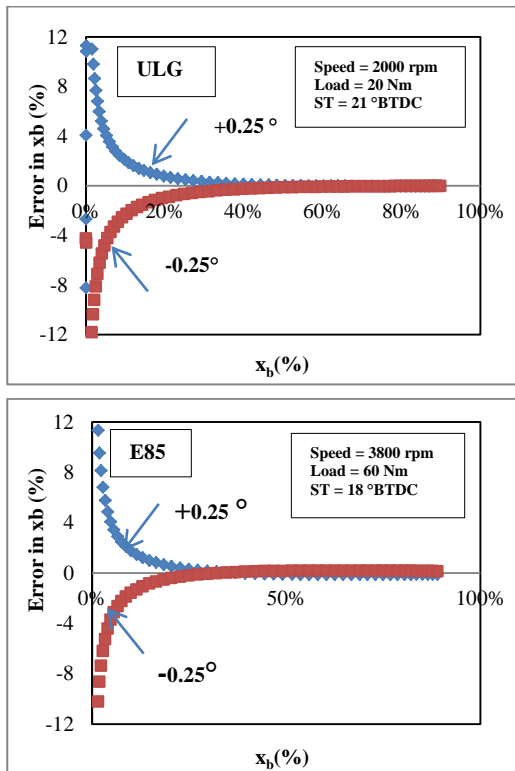 12
8
4
0
-4
-8
-12
0% 20% 40% 60% 80% 100%
Error in xb (%)
x_b(%)
ULG
Speed = 2000 rpm
Load = 20 Nm
ST = 21 °BTDC
+0.25 °
-0.25°
12
8
4
0
-4
-8
-12
0% 50% 100%
Error in xb (%)
x_b(%)
E85
Speed = 3800 rpm
Load = 60 Nm
ST = 18 °BTDC
+0.25 °
-0.25°